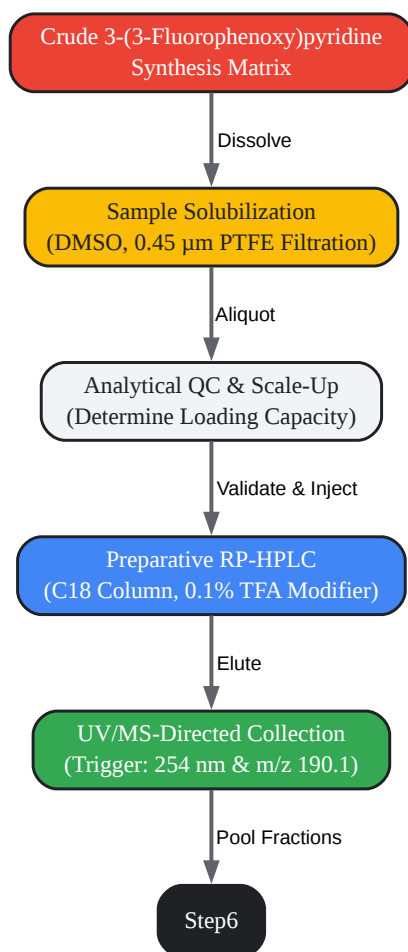 Crude 3-(3-Fluorophenoxy)pyridine
Synthesis Matrix
Dissolve
Sample Solubilization
(DMSO, 0.45 µm PTFE Filtration)
Aliquot
Analytical QC & Scale-Up
(Determine Loading Capacity)
Validate & Inject
Preparative RP-HPLC
(C18 Column, 0.1% TFA Modifier)
Elute
UV/MS-Directed Collection
(Trigger: 254 nm & m/z 190.1)
Pool Fractions
Step6